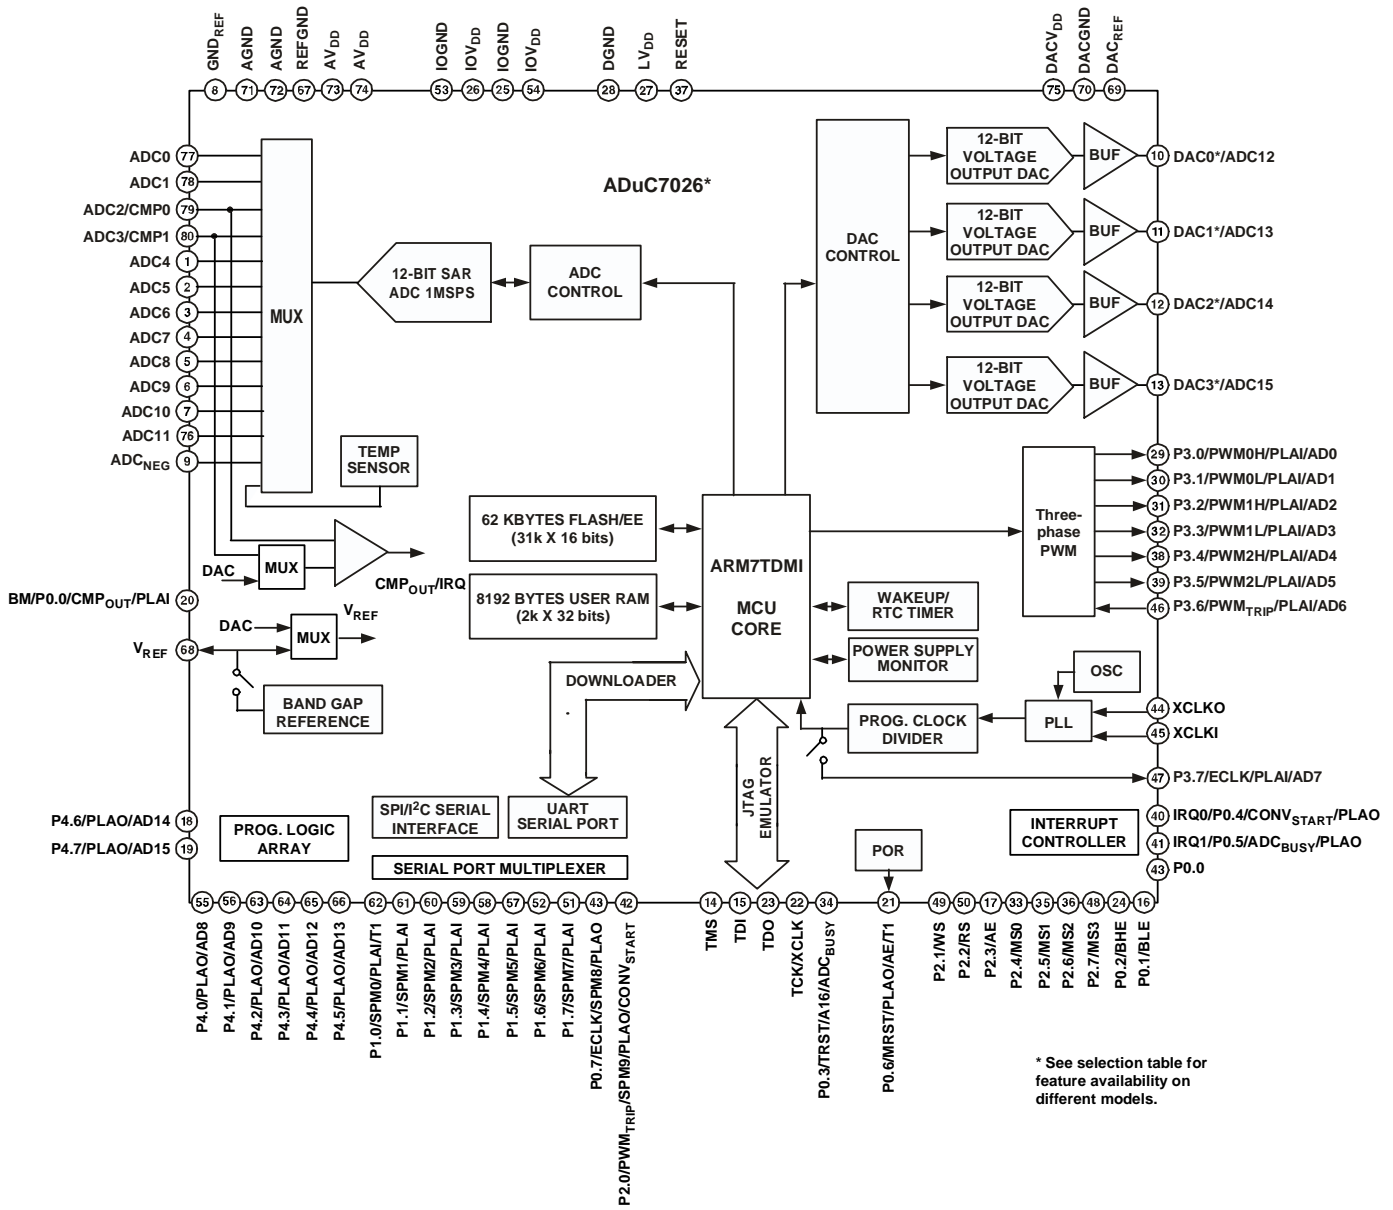 GNDREF
AGND
AGND
REFGND
AVDD
AVDD
IOGND
IOVDD
IOGND
IOVDD
DGND
LVDD
RESET
DACVDD
DACGND
DACREF
8
71
72
67
73
74
53
26
25
54
28
27
37
75
70
69
ADuC7026*
ADC0 77
ADC1 78
ADC2/CMP0 79
ADC3/CMP1 80
ADC4 1
ADC5 2
ADC6 3
ADC7 4
ADC8 5
ADC9 6
ADC10 7
ADC11 76
ADCNEG 9
MUX
12-BIT SAR
ADC 1MSPS
ADC
CONTROL
TEMP
SENSOR
DAC
CONTROL
12-BIT
VOLTAGE
OUTPUT DAC
BUF
10 DAC0*/ADC12
12-BIT
VOLTAGE
OUTPUT DAC
BUF
11 DAC1*/ADC13
12-BIT
VOLTAGE
OUTPUT DAC
BUF
12 DAC2*/ADC14
12-BIT
VOLTAGE
OUTPUT DAC
BUF
13 DAC3*/ADC15
62 KBYTES FLASH/EE
(31k X 16 bits)
8192 BYTES USER RAM
(2k X 32 bits)
ARM7TDMI
MCU
CORE
Three-
phase
PWM
29 P3.0/PWM0H/PLAI/AD0
30 P3.1/PWM0L/PLAI/AD1
31 P3.2/PWM1H/PLAI/AD2
32 P3.3/PWM1L/PLAI/AD3
38 P3.4/PWM2H/PLAI/AD4
39 P3.5/PWM2L/PLAI/AD5
46 P3.6/PWMTRIP/PLAI/AD6
DAC
MUX
CMPOUT/IRQ
BM/P0.0/CMPOUT/PLAI 20
DAC
MUX
VREF
VREF 68
BAND GAP
REFERENCE
WAKEUP/
RTC TIMER
POWER SUPPLY
MONITOR
DOWNLOADER
PROG. CLOCK
DIVIDER
PLL
OSC
44 XCLKO
45 XCLKI
47 P3.7/ECLK/PLAI/AD7
JTAG
EMULATOR
P4.6/PLAO/AD14 18
P4.7/PLAO/AD15 19
PROG. LOGIC
ARRAY
SPI/I2C SERIAL
INTERFACE
UART
SERIAL PORT
SERIAL PORT MULTIPLEXER
POR
INTERRUPT
CONTROLLER
40 IRQ0/P0.4/CONVSTART/PLAO
41 IRQ1/P0.5/ADCBUSY/PLAO
43 P0.0
55
56
63
64
65
66
62
61
60
59
58
57
52
51
43
42
14
15
23
22
34
21
49
50
17
33
35
36
48
24
16
P4.0/PLAO/AD8
P4.1/PLAO/AD9
P4.2/PLAO/AD10
P4.3/PLAO/AD11
P4.4/PLAO/AD12
P4.5/PLAO/AD13
P1.0/SPM0/PLAI/T1
P1.1/SPM1/PLAI
P1.2/SPM2/PLAI
P1.3/SPM3/PLAI
P1.4/SPM4/PLAI
P1.5/SPM5/PLAI
P1.6/SPM6/PLAI
P1.7/SPM7/PLAI
P0.7/ECLK/SPM8/PLAO
P2.0/PWMTRIP/SPM9/PLAO/CONVSTART
TMS
TDI
TDO
TCK/XCLK
P0.3/TRST/A16/ADCBUSY
P0.6/MRST/PLAO/AE/T1
P2.1/WS
P2.2/RS
P2.3/AE
P2.4/MS0
P2.5/MS1
P2.6/MS2
P2.7/MS3
P0.2/BHE
P0.1/BLE
* See selection table for
feature availability on
different models.